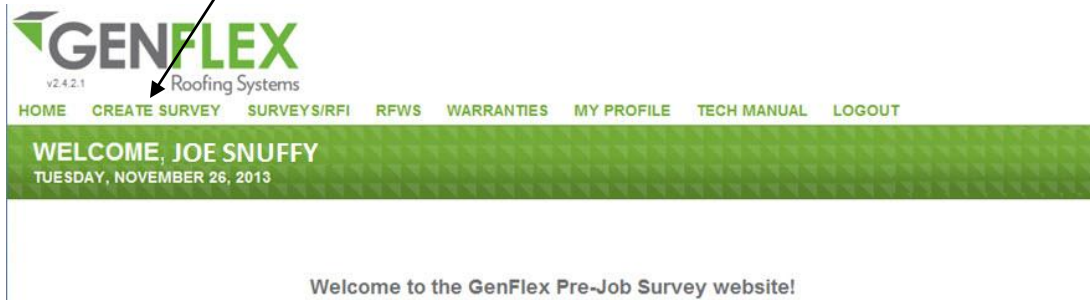 GENFLEX
v2.4.2.1 Roofing Systems
HOME CREATE SURVEY SURVEYS/RFI RFWS WARRANTIES MY PROFILE TECH MANUAL LOGOUT
WELCOME, JOE SNUFFY
TUESDAY, NOVEMBER 26, 2013
Welcome to the GenFlex Pre-Job Survey website!